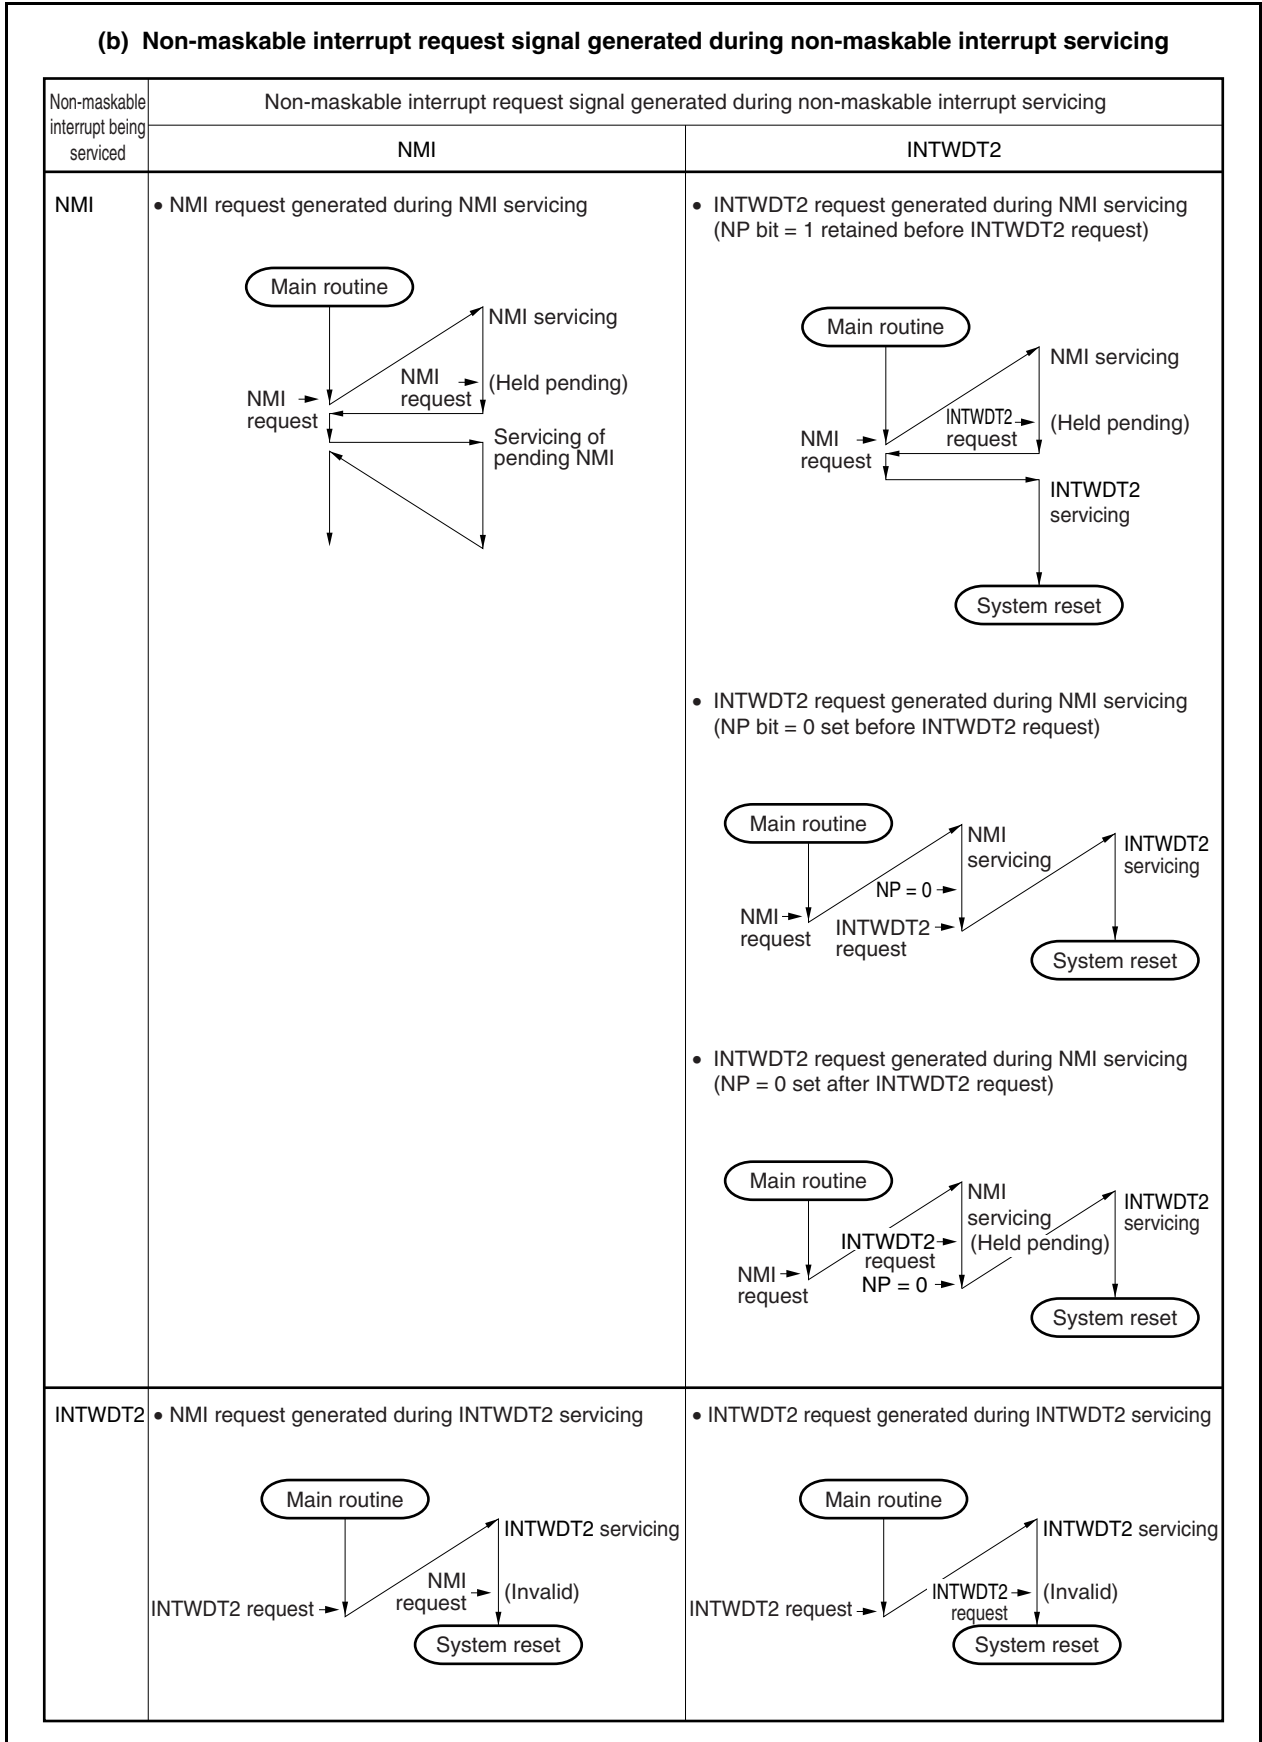 (b) Non-maskable interrupt request signal generated during non-maskable interrupt servicing
Non-maskable
interrupt being
serviced
Non-maskable interrupt request signal generated during non-maskable interrupt servicing
NMI
INTWDT2
NMI
• NMI request generated during NMI servicing
Main routine
NMI servicing
NMI
request
(Held pending)
NMI
request
Servicing of
pending NMI
• INTWDT2 request generated during NMI servicing
(NP bit = 1 retained before INTWDT2 request)
Main routine
NMI servicing
INTWDT2
request
(Held pending)
NMI
request
INTWDT2
servicing
System reset
• INTWDT2 request generated during NMI servicing
(NP bit = 0 set before INTWDT2 request)
Main routine
NMI
servicing
INTWDT2
servicing
NP = 0
NMI
request
INTWDT2
request
System reset
• INTWDT2 request generated during NMI servicing
(NP = 0 set after INTWDT2 request)
Main routine
NMI
servicing
(Held pending)
INTWDT2
servicing
INTWDT2
request
NMI
request
NP = 0
System reset
INTWDT2
• NMI request generated during INTWDT2 servicing
Main routine
INTWDT2 servicing
NMI
request
(Invalid)
INTWDT2 request
System reset
• INTWDT2 request generated during INTWDT2 servicing
Main routine
INTWDT2 servicing
INTWDT2
request
(Invalid)
INTWDT2 request
System reset